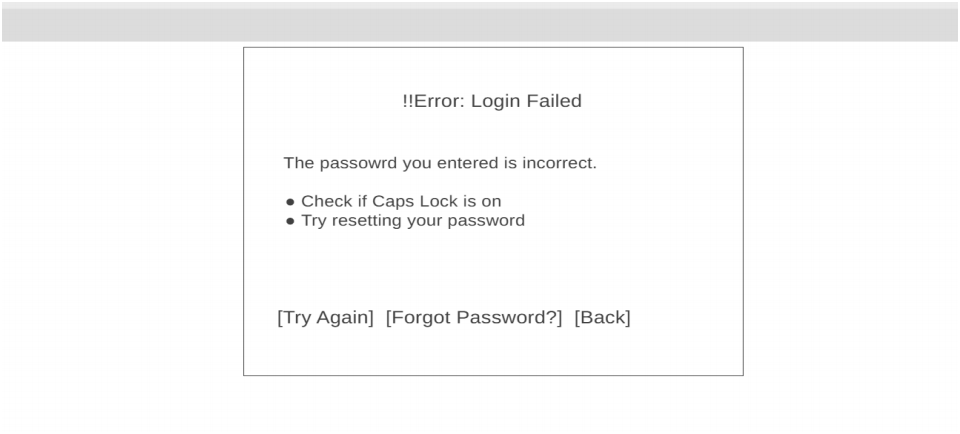 !!Error: Login Failed
The passowrd you entered is incorrect.
● Check if Caps Lock is on
● Try resetting your password
[Try Again] [Forgot Password?] [Back]